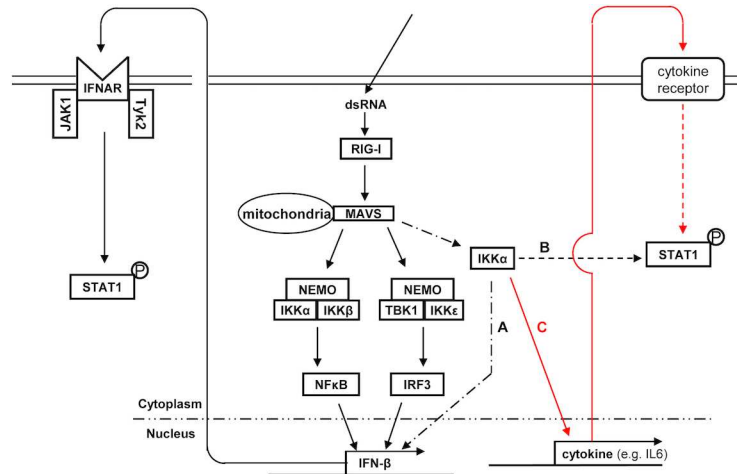 IFNAR
JAK1
Tyk2
cytokine
receptor
dsRNA
RIG-I
mitochondria
MAVS
IKKα
B
P
STAT1
P
STAT1
NEMO
IKKα
IKKβ
NEMO
TBK1
IKKε
A
C
NFκB
IRF3
Cytoplasm
Nucleus
IFN-β
cytokine (e.g. IL6)